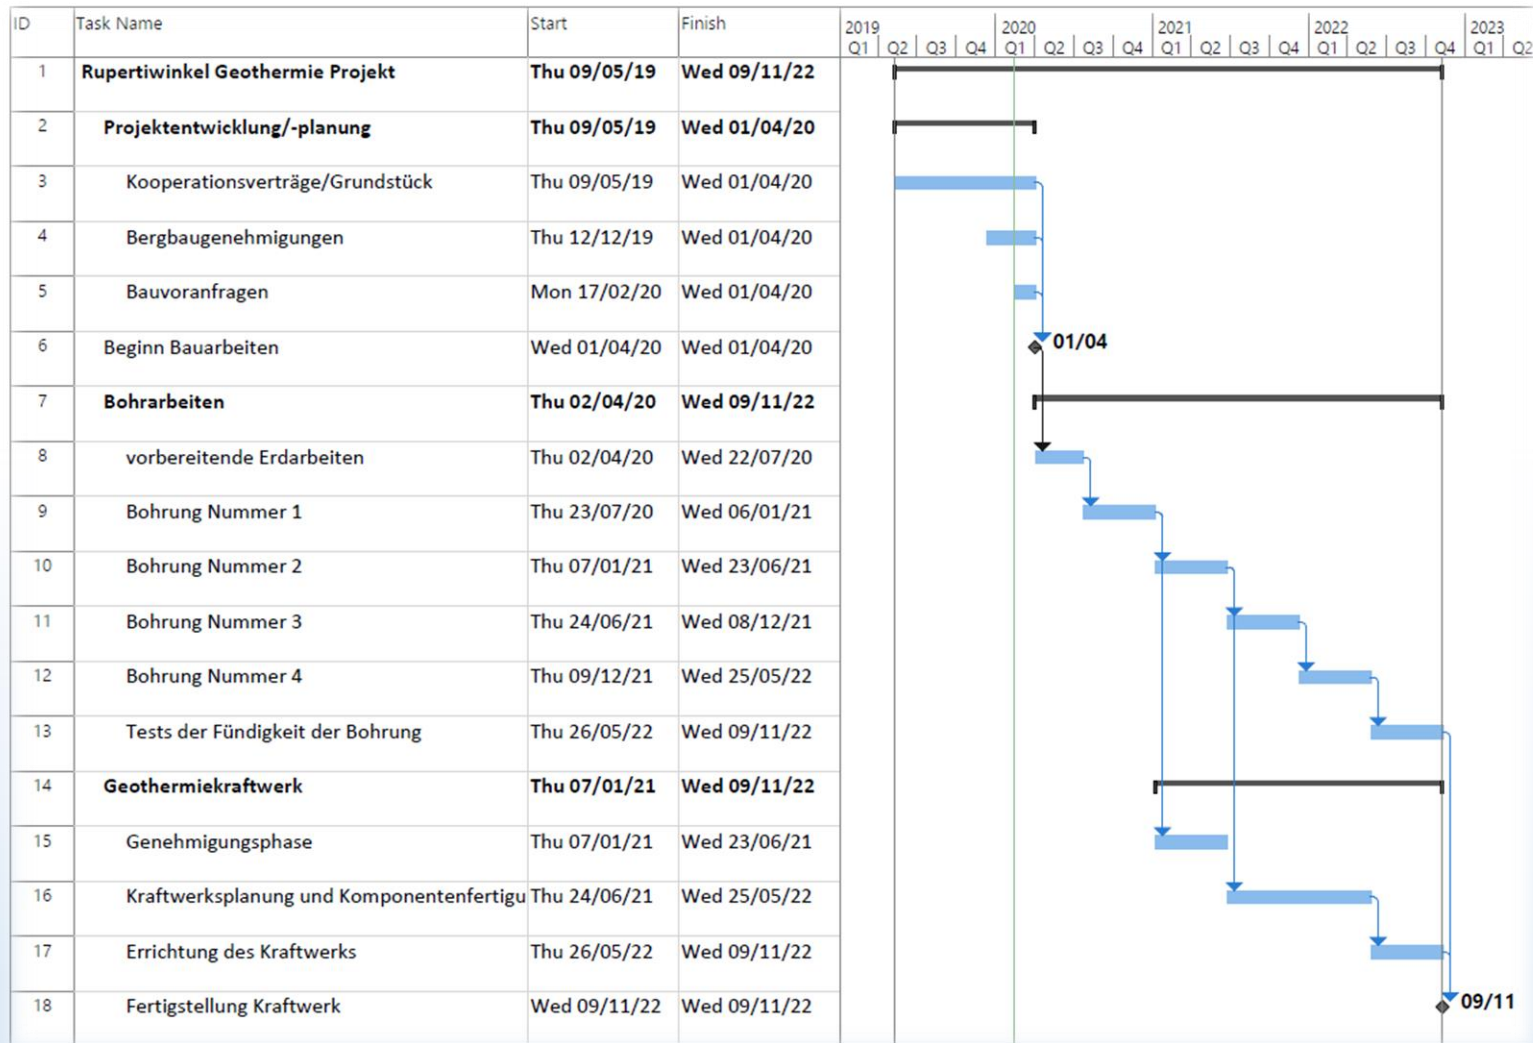 ID Task Name Start Finish 2019 2020 2021 2022 2023
Q1 Q2 Q3 Q4 Q1 Q2 Q3 Q4 Q1 Q2 Q3 Q4 Q1 Q2 Q3 Q4 Q1 Q2
1 Rupertiwinkel Geothermie Projekt Thu 09/05/19 Wed 09/11/22
2 Projektentwicklung/-planung Thu 09/05/19 Wed 01/04/20
3 Kooperationsverträge/Grundstück Thu 09/05/19 Wed 01/04/20
4 Bergbaugenehmigungen Thu 12/12/19 Wed 01/04/20
5 Bauvoranfragen Mon 17/02/20 Wed 01/04/20
6 Beginn Bauarbeiten Wed 01/04/20 Wed 01/04/20 01/04
7 Bohrarbeiten Thu 02/04/20 Wed 09/11/22
8 vorbereitende Erdarbeiten Thu 02/04/20 Wed 22/07/20
9 Bohrung Nummer 1 Thu 23/07/20 Wed 06/01/21
10 Bohrung Nummer 2 Thu 07/01/21 Wed 23/06/21
11 Bohrung Nummer 3 Thu 24/06/21 Wed 08/12/21
12 Bohrung Nummer 4 Thu 09/12/21 Wed 25/05/22
13 Tests der Fündigkeit der Bohrung Thu 26/05/22 Wed 09/11/22
14 Geothermiekraftwerk Thu 07/01/21 Wed 09/11/22
15 Genehmigungsphase Thu 07/01/21 Wed 23/06/21
16 Kraftwerksplanung und Komponentenfertigu Thu 24/06/21 Wed 25/05/22
17 Errichtung des Kraftwerks Thu 26/05/22 Wed 09/11/22
18 Fertigstellung Kraftwerk Wed 09/11/22 Wed 09/11/22 09/11